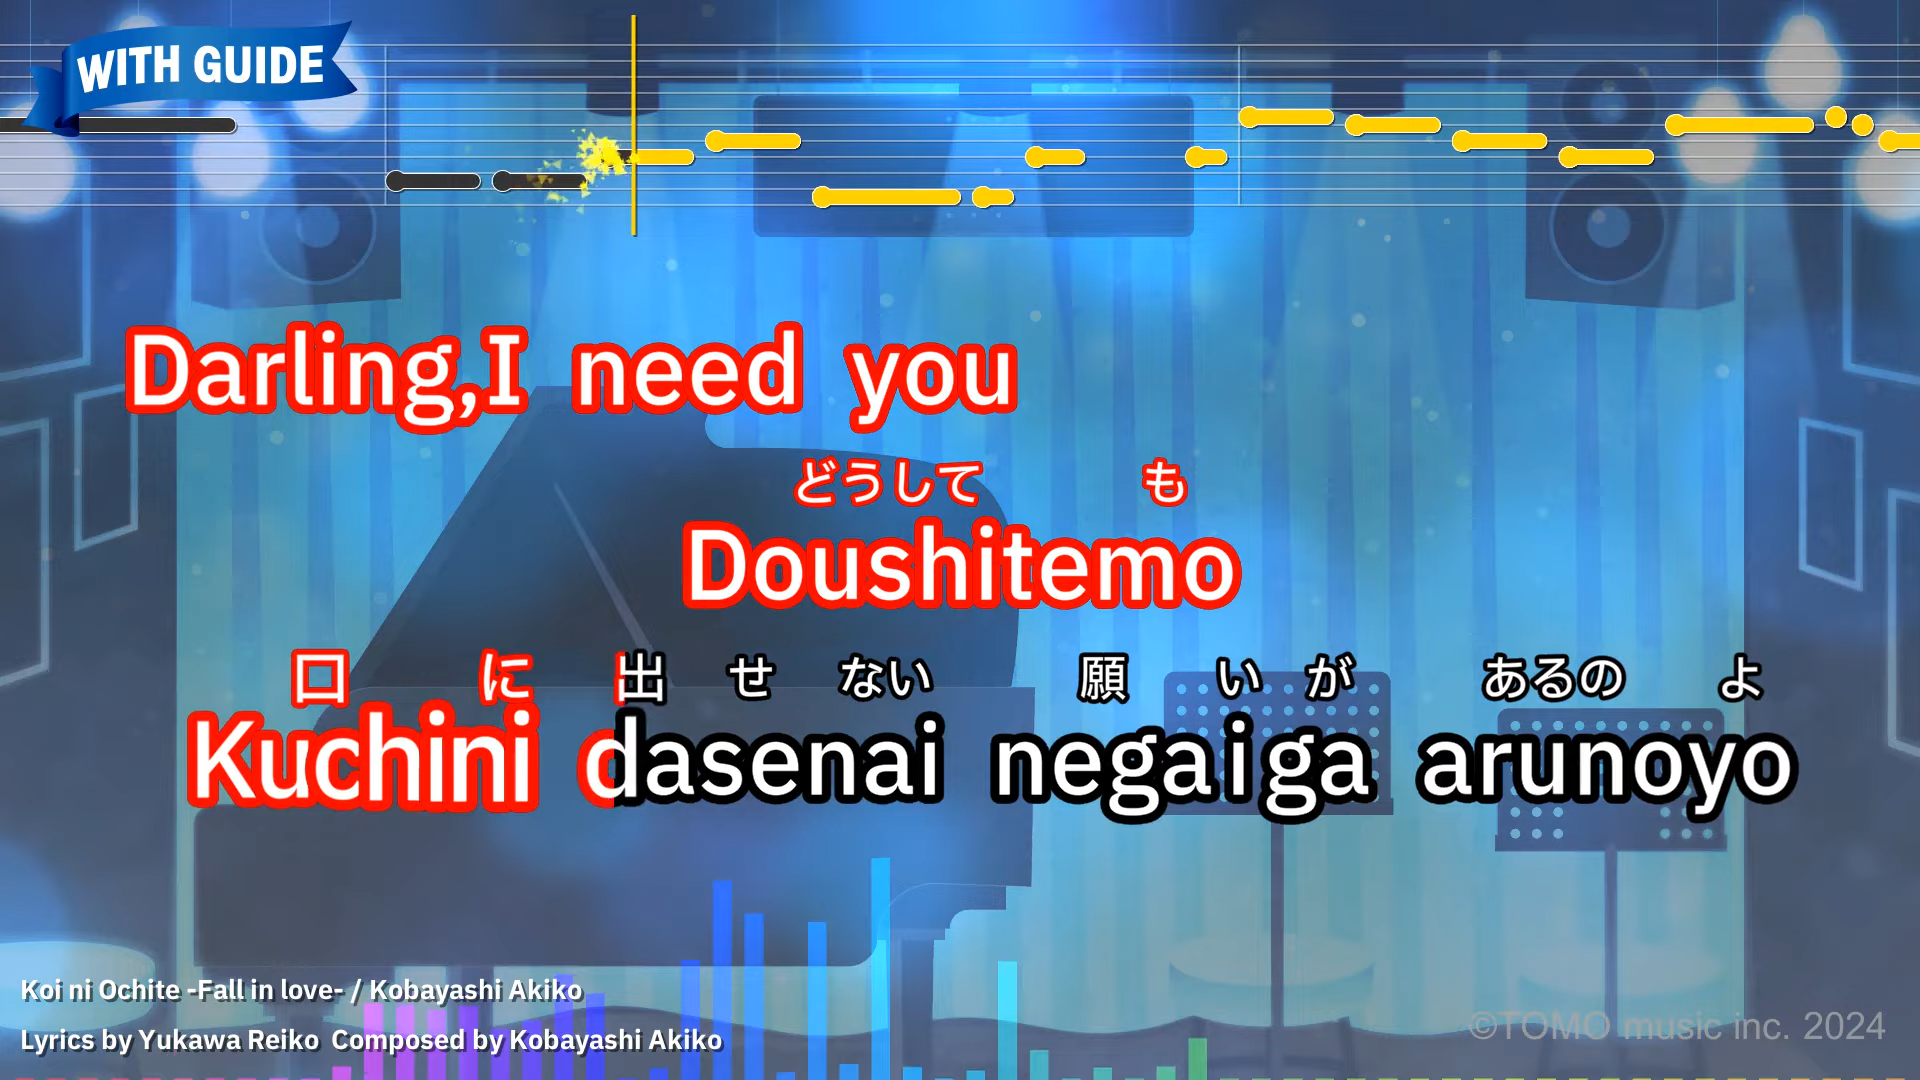 WITH GUIDE
Darling,I need you
どうしても
Doushitemo
口に出せない願いがあるのよ
Kuchini dasenai negaiga arunoyo
Koi ni Ochite -Fall in love- / Kobayashi Akiko
Lyrics by Yukawa Reiko Composed by Kobayashi Akiko
©TOMO music inc. 2024